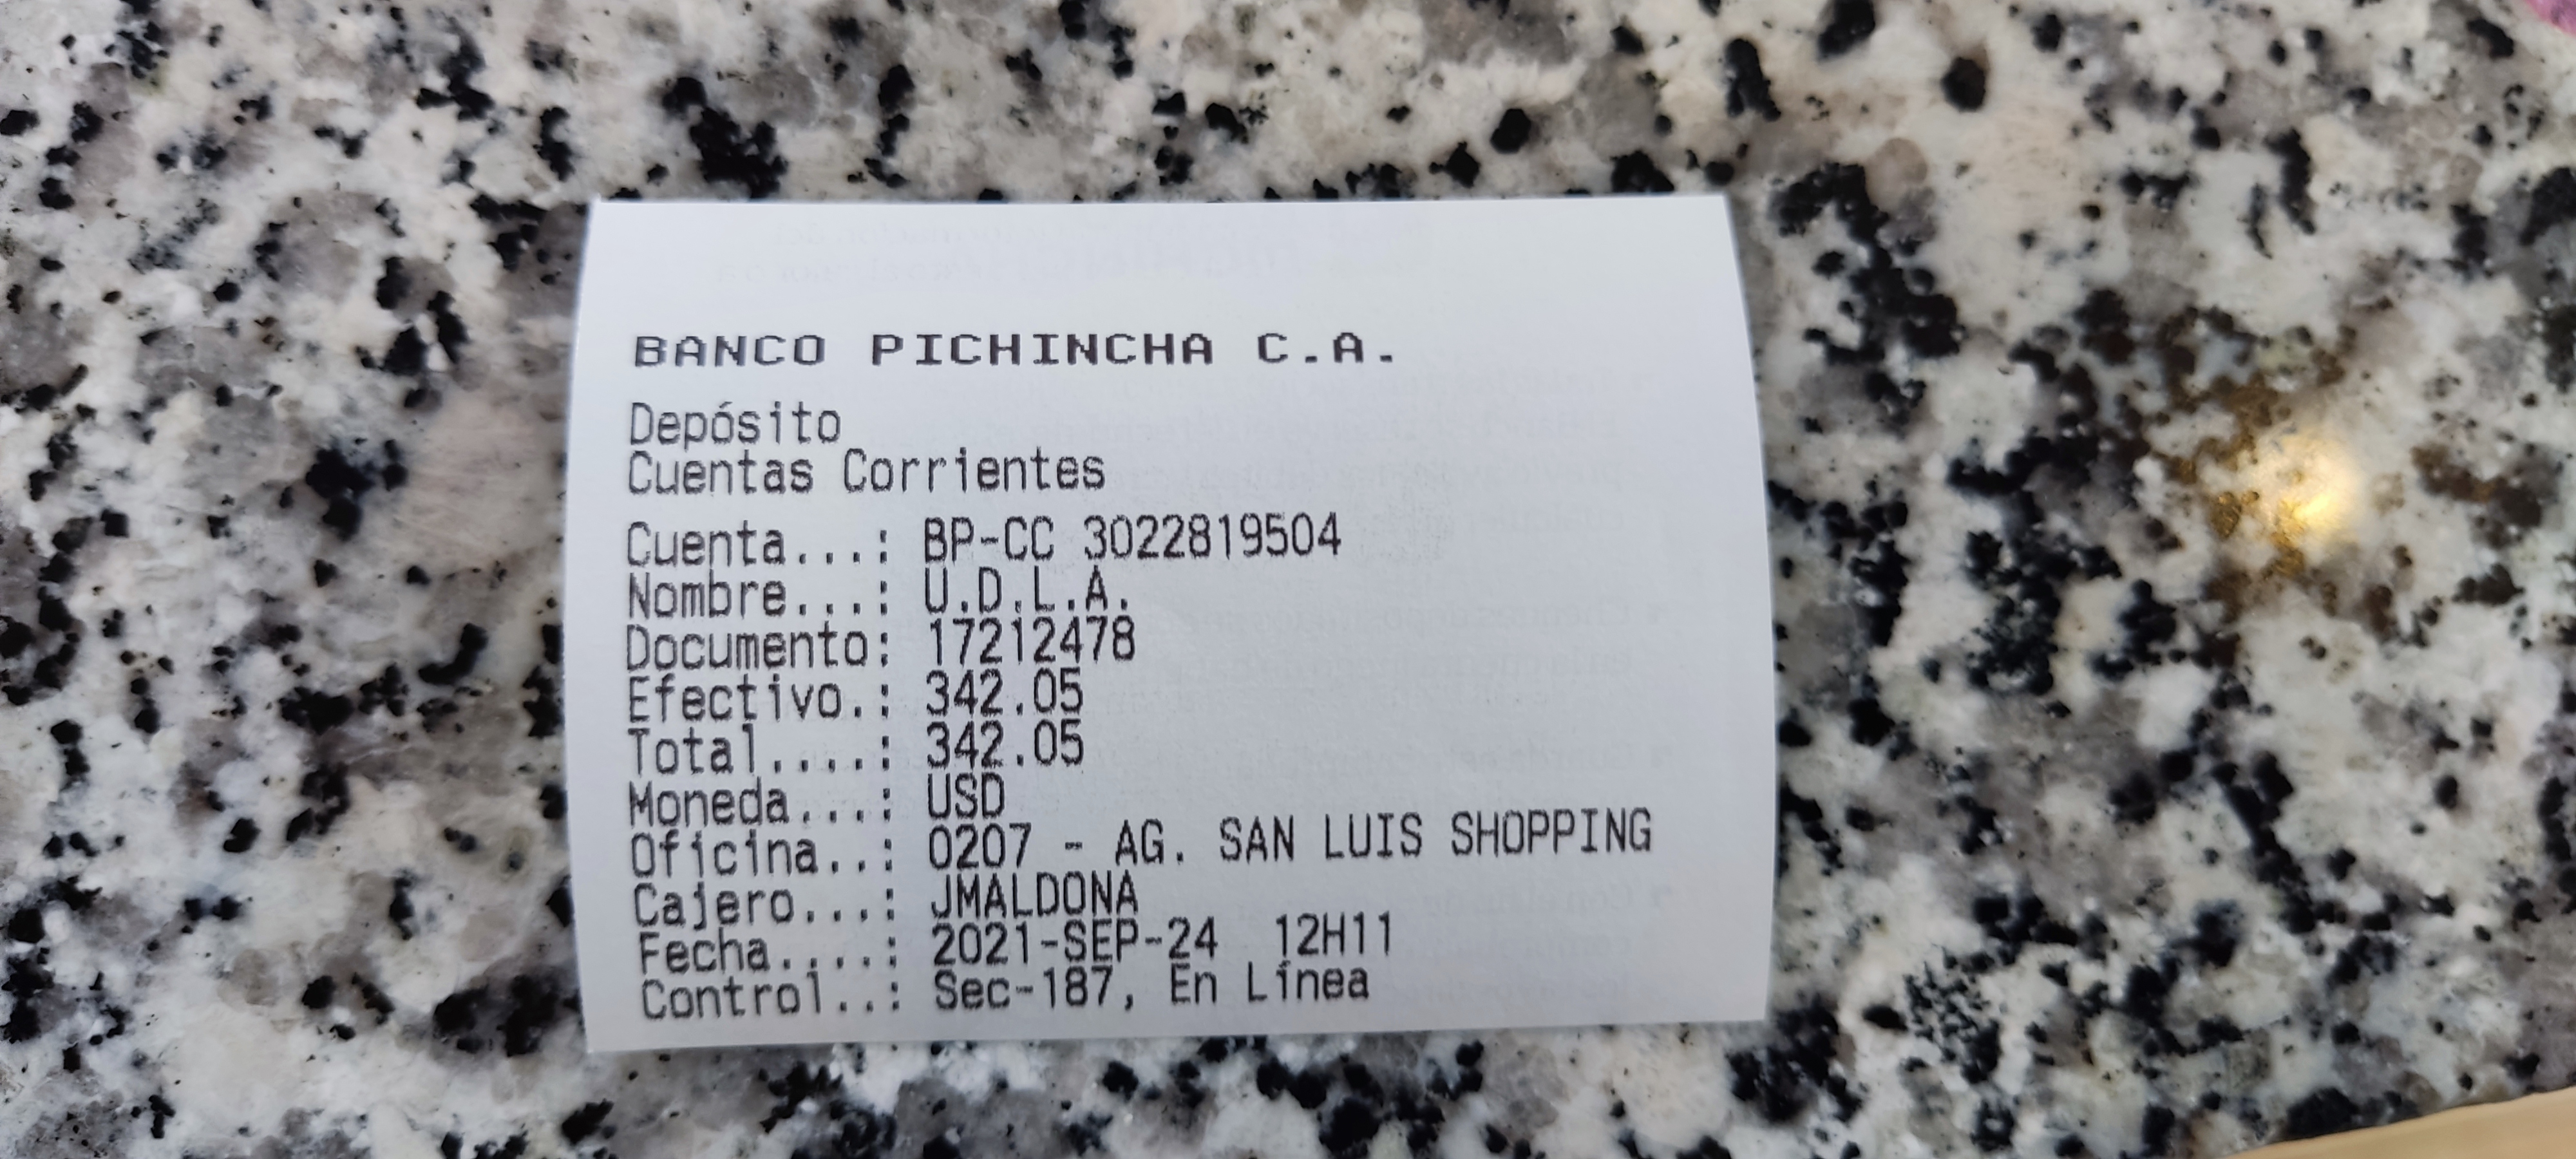 BANCO PICHINCHA C.A.
Depósito
Cuentas Corrientes
Cuenta...: BP-CC 3022819504
Nombre...: U.D.L.A.
Documento: 17212478
Efectivo.: 342.05
Total....: 342.05
Moneda...: USD
Oficina..: 0207 - AG. SAN LUIS SHOPPING
Cajero...: JMALDONA
Fecha....: 2021-SEP-24 12H11
Control..: Sec-187, En Línea